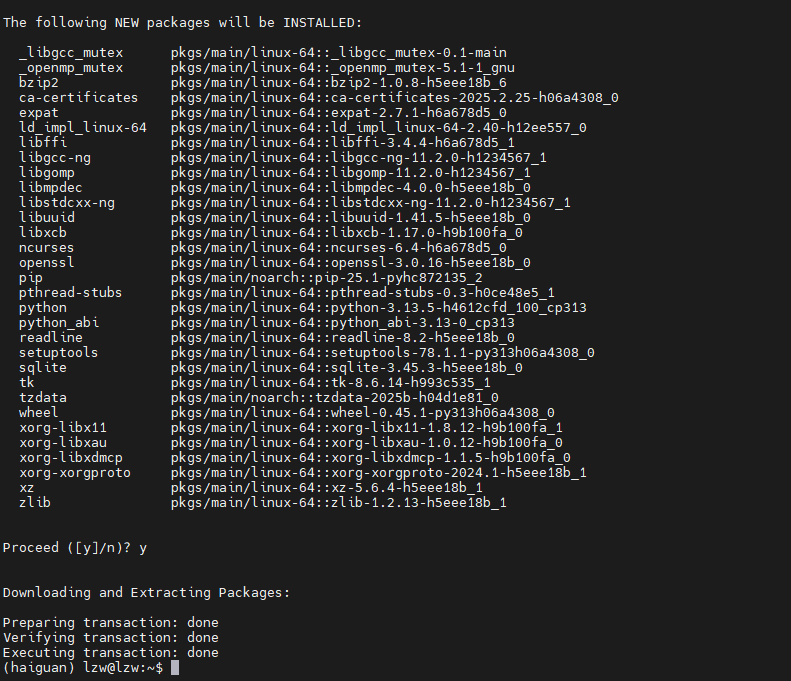 The following NEW packages will be INSTALLED:
_libgcc_mutex pkgs/main/linux-64::_libgcc_mutex-0.1-main
_openmp_mutex pkgs/main/linux-64::_openmp_mutex-5.1-1_gnu
bzip2 pkgs/main/linux-64::bzip2-1.0.8-h5eee18b_6
ca-certificates pkgs/main/linux-64::ca-certificates-2025.2.25-h06a4308_0
expat pkgs/main/linux-64::expat-2.7.1-h6a678d5_0
ld_impl_linux-64 pkgs/main/linux-64::ld_impl_linux-64-2.40-h12ee557_0
libffi pkgs/main/linux-64::libffi-3.4.4-h6a678d5_1
libgcc-ng pkgs/main/linux-64::libgcc-ng-11.2.0-h1234567_1
libgomp pkgs/main/linux-64::libgomp-11.2.0-h1234567_1
libmpdec pkgs/main/linux-64::libmpdec-4.0.0-h5eee18b_0
libstdcxx-ng pkgs/main/linux-64::libstdcxx-ng-11.2.0-h1234567_1
libuuid pkgs/main/linux-64::libuuid-1.41.5-h5eee18b_0
libxcb pkgs/main/linux-64::libxcb-1.17.0-h9b100fa_0
ncurses pkgs/main/linux-64::ncurses-6.4-h6a678d5_0
openssl pkgs/main/linux-64::openssl-3.0.16-h5eee18b_0
pip pkgs/main/noarch::pip-25.1-pyhc872135_2
pthread-stubs pkgs/main/linux-64::pthread-stubs-0.3-h0ce48e5_1
python pkgs/main/linux-64::python-3.13.5-h4612cfd_100_cp313
python_abi pkgs/main/linux-64::python_abi-3.13-0_cp313
readline pkgs/main/linux-64::readline-8.2-h5eee18b_0
setuptools pkgs/main/linux-64::setuptools-78.1.1-py313h06a4308_0
sqlite pkgs/main/linux-64::sqlite-3.45.3-h5eee18b_0
tk pkgs/main/linux-64::tk-8.6.14-h993c535_1
tzdata pkgs/main/noarch::tzdata-2025b-h04d1e81_0
wheel pkgs/main/linux-64::wheel-0.45.1-py313h06a4308_0
xorg-libx11 pkgs/main/linux-64::xorg-libx11-1.8.12-h9b100fa_1
xorg-libxau pkgs/main/linux-64::xorg-libxau-1.0.12-h9b100fa_0
xorg-libxdmcp pkgs/main/linux-64::xorg-libxdmcp-1.1.5-h9b100fa_0
xorg-xorgproto pkgs/main/linux-64::xorg-xorgproto-2024.1-h5eee18b_1
xz pkgs/main/linux-64::xz-5.6.4-h5eee18b_1
zlib pkgs/main/linux-64::zlib-1.2.13-h5eee18b_1
Proceed ([y]/n)? y
Downloading and Extracting Packages:
Preparing transaction: done
Verifying transaction: done
Executing transaction: done
(haiguan) lzw@lzw:~$